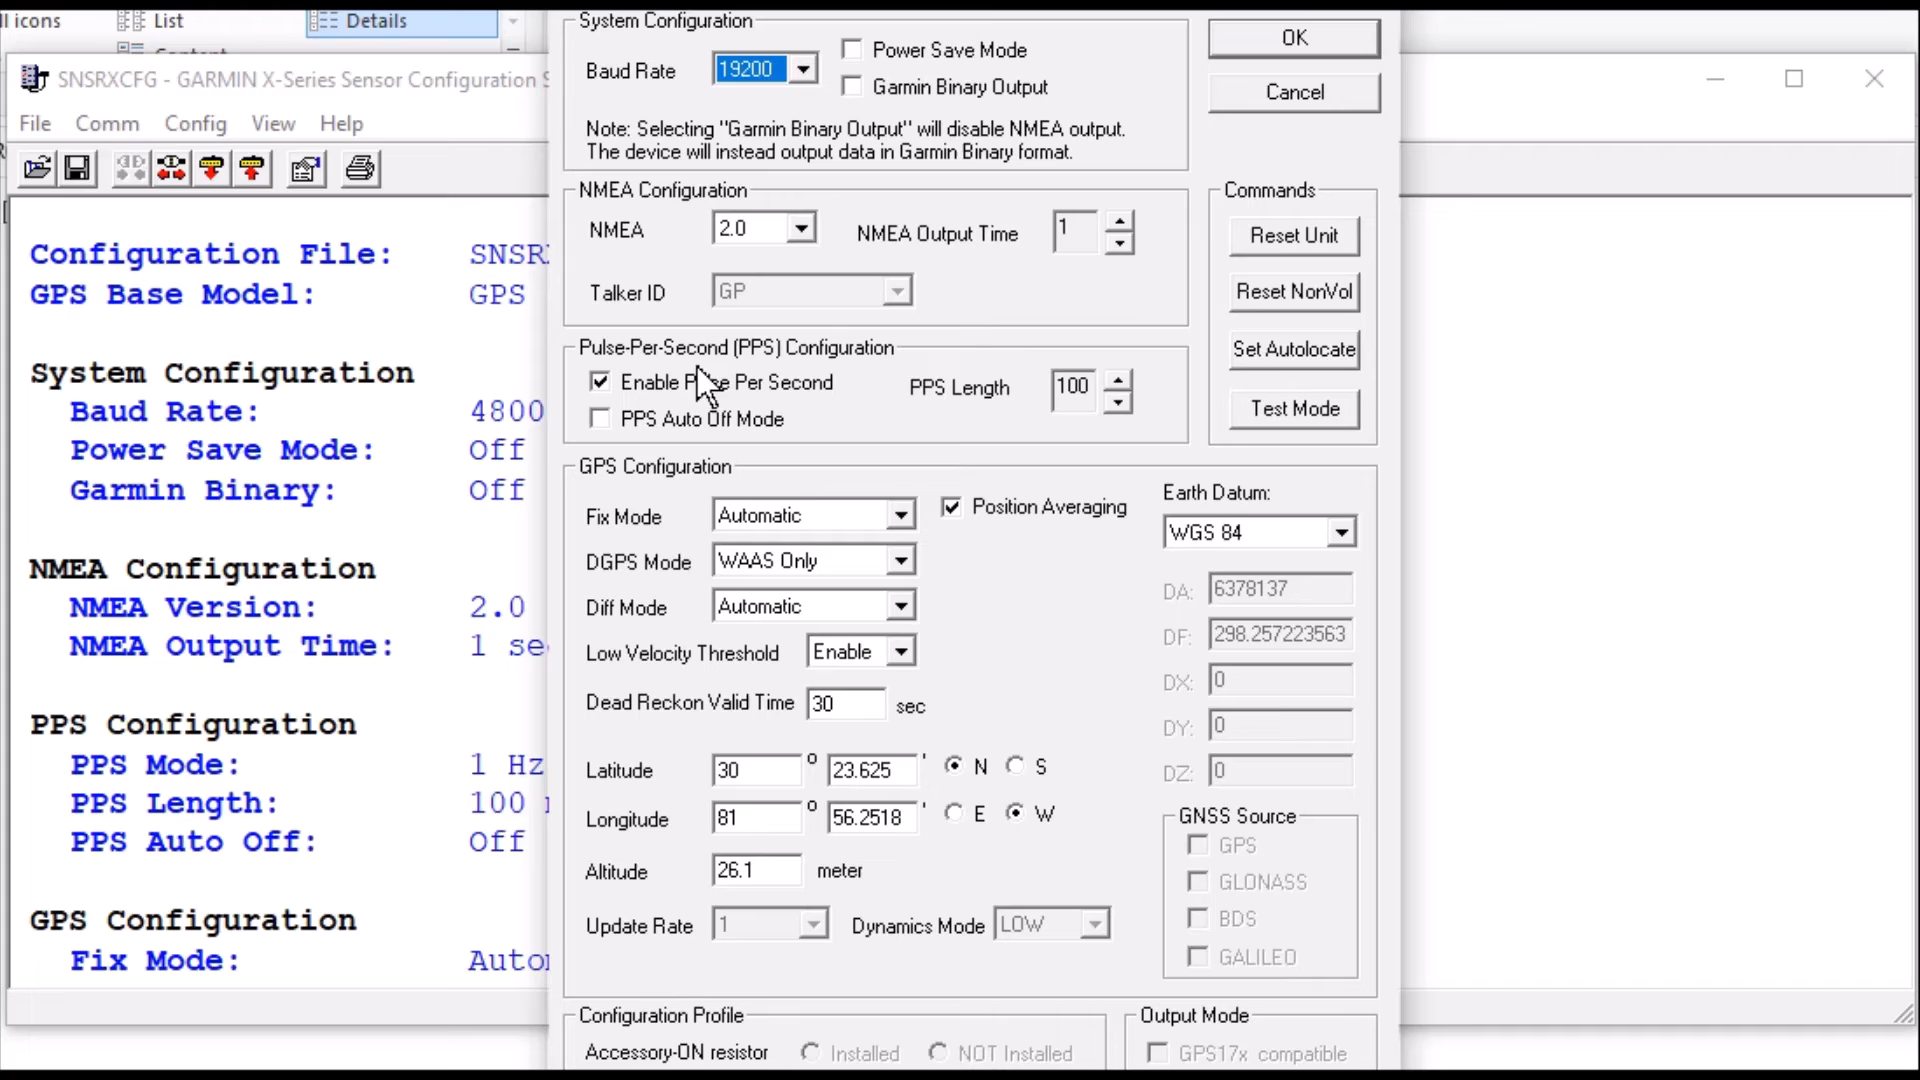 ll icons
List
Details
Content
SNSRXCFG - GARMIN X-Series Sensor Configuration S
File Comm Config View Help
Configuration File: SNSRX
GPS Base Model: GPS
System Configuration
Baud Rate: 4800
Power Save Mode: Off
Garmin Binary: Off
NMEA Configuration
NMEA Version: 2.0
NMEA Output Time: 1 sec
PPS Configuration
PPS Mode: 1 Hz
PPS Length: 100
PPS Auto Off: Off
GPS Configuration
Fix Mode: Auto
System Configuration
Baud Rate 19200
Power Save Mode
Garmin Binary Output
Note: Selecting "Garmin Binary Output" will disable NMEA output.
The device will instead output data in Garmin Binary format.
OK
Cancel
NMEA Configuration
NMEA 2.0 NMEA Output Time 1
Talker ID GP
Commands
Reset Unit
Reset NonVol
Set Autolocate
Test Mode
Pulse-Per-Second (PPS) Configuration
Enable Pulse Per Second PPS Length 100
PPS Auto Off Mode
GPS Configuration
Fix Mode Automatic Position Averaging
DGPS Mode WAAS Only
Diff Mode Automatic
Low Velocity Threshold Enable
Dead Reckon Valid Time 30 sec
Latitude 30 ° 23.625 ' N S
Longitude 81 ° 56.2518 ' E W
Altitude 26.1 meter
Update Rate 1 Dynamics Mode LOW
Earth Datum:
WGS 84
DA: 6378137
DF: 298.257223563
DX: 0
DY: 0
DZ: 0
GNSS Source
GPS
GLONASS
BDS
GALILEO
Configuration Profile
Accessory-ON resistor Installed NOT Installed
Output Mode
GPS17x compatible